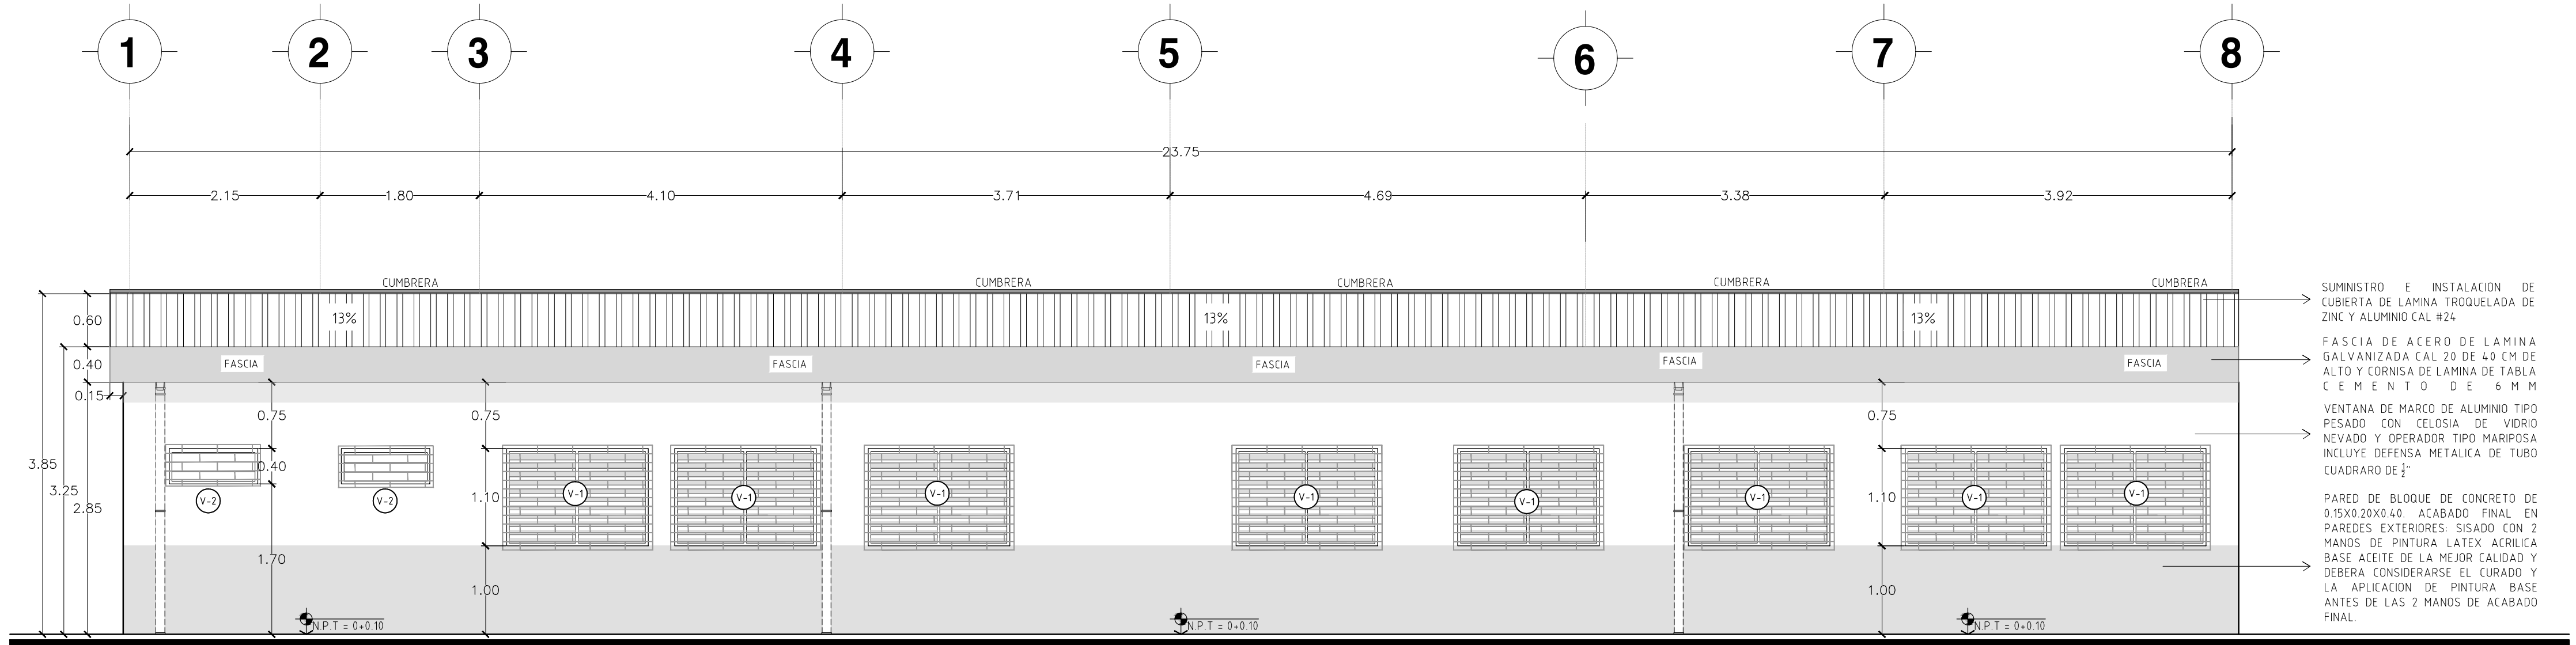 1 2 3 4 5 6 7 8
23.75
2.15 1.80 4.10 3.71 4.69 3.38 3.92
CUMBRERA CUMBRERA CUMBRERA CUMBRERA CUMBRERA
0.60 13% 13% 13%
0.40 FASCIA FASCIA FASCIA FASCIA FASCIA
0.15
0.75 0.75 0.75
3.85 0.40
3.25 1.10 1.10
2.85
V-2 V-2 V-1 V-1 V-1 V-1 V-1 V-1 V-1 V-1
1.70
1.00 1.00
N.P.T = 0+0.10 N.P.T = 0+0.10 N.P.T = 0+0.10
SUMINISTRO E INSTALACION DE
CUBIERTA DE LAMINA TROQUELADA DE
ZINC Y ALUMINIO CAL #24
FASCIA DE ACERO DE LAMINA
GALVANIZADA CAL 20 DE 40 CM DE
ALTO Y CORNISA DE LAMINA DE TABLA
CEMENTO DE 6MM
VENTANA DE MARCO DE ALUMINIO TIPO
PESADO CON CELOSIA DE VIDRIO
NEVADO Y OPERADOR TIPO MARIPOSA
INCLUYE DEFENSA METALICA DE TUBO
CUADRARO DE ½"
PARED DE BLOQUE DE CONCRETO DE
0.15X0.20X0.40. ACABADO FINAL EN
PAREDES EXTERIORES: SISADO CON 2
MANOS DE PINTURA LATEX ACRILICA
BASE ACEITE DE LA MEJOR CALIDAD Y
DEBERA CONSIDERARSE EL CURADO Y
LA APLICACION DE PINTURA BASE
ANTES DE LAS 2 MANOS DE ACABADO
FINAL.